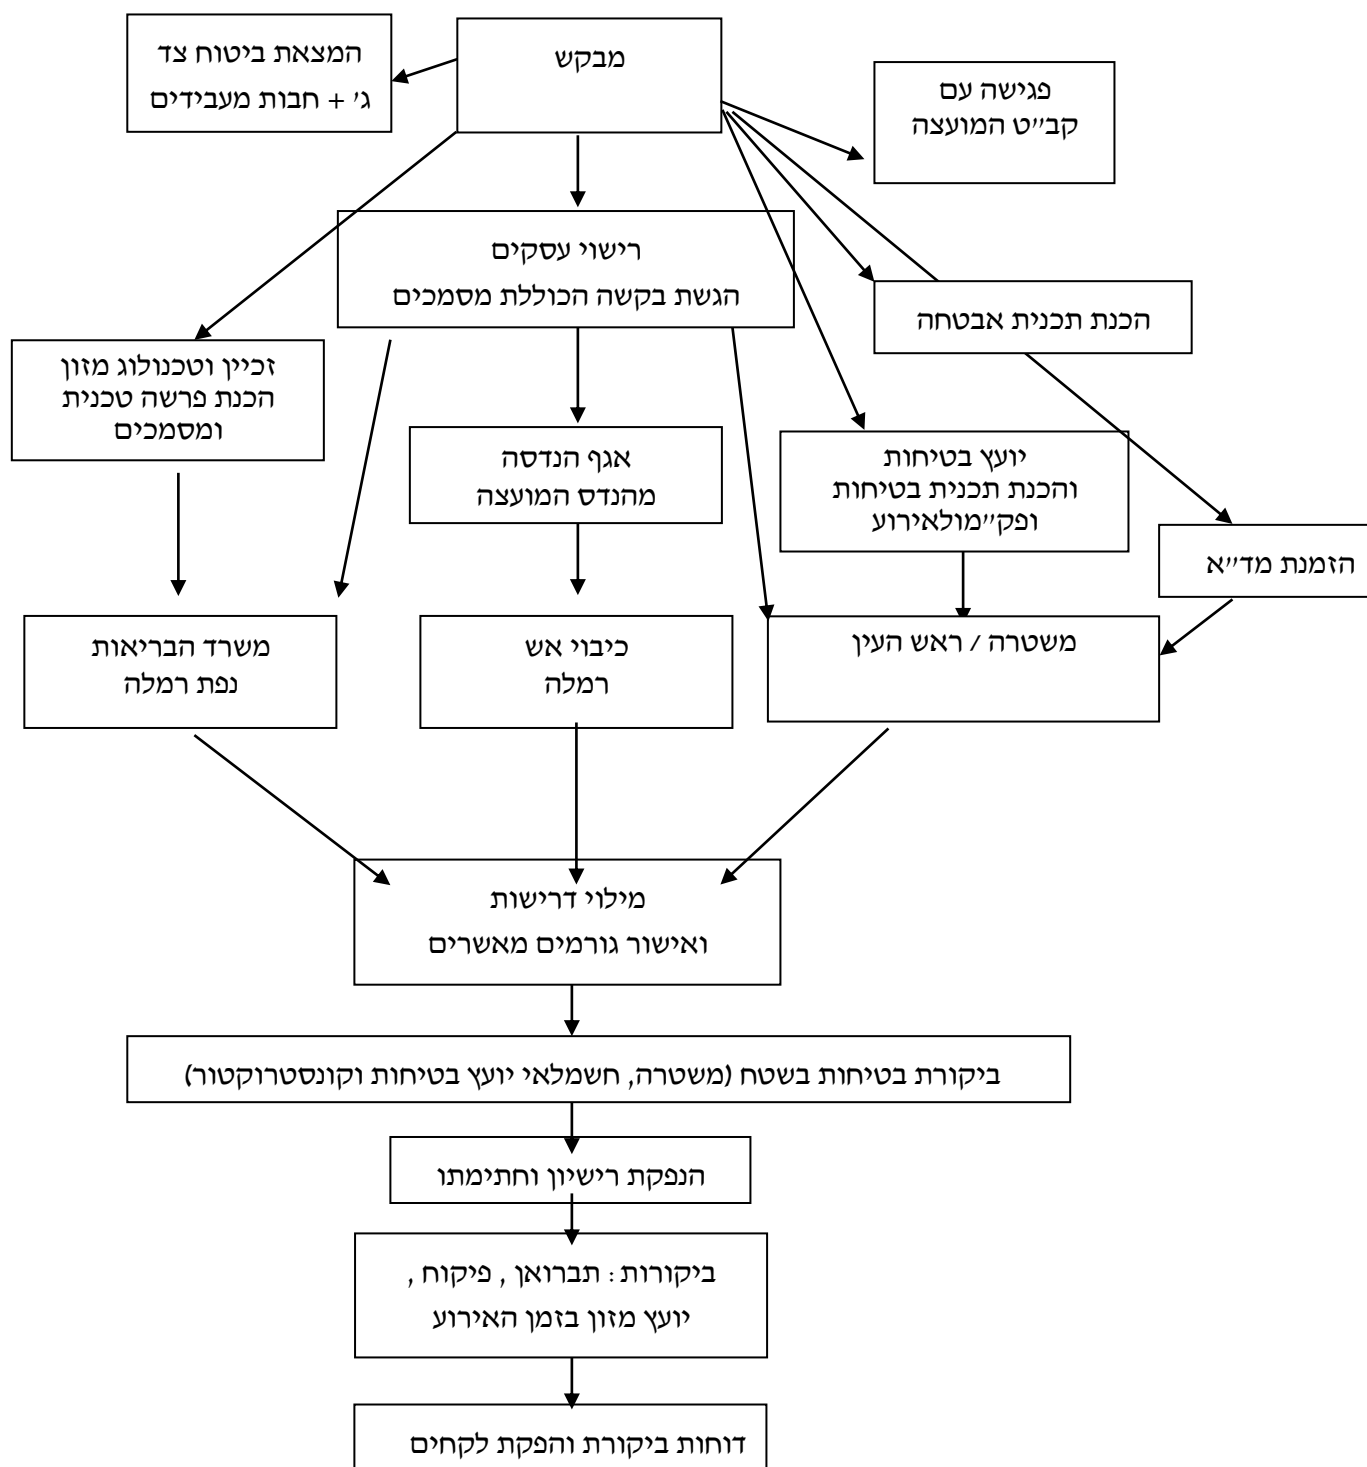 המצאת ביטוח צד
ג' + חבות מעבידים
מבקש
פגישה עם
קב"ט המועצה
רישוי עסקים
הגשת בקשה הכוללת מסמכים
הכנת תכנית אבטחה
זכיין וטכנולוג מזון
הכנת פרשה טכנית
ומסמכים
אגף הנדסה
מהנדס המועצה
יועץ בטיחות
והכנת תכנית בטיחות
ופק"מולאירוע
הזמנת מד"א
משרד הבריאות
נפת רמלה
כיבוי אש
רמלה
משטרה / ראש העין
מילוי דרישות
ואישור גורמים מאשרים
ביקורת בטיחות בשטח (משטרה, חשמלאי יועץ בטיחות וקונסטרוקטור)
הנפקת רישיון וחתימתו
ביקורות : תברואן , פיקוח ,
יועץ מזון בזמן האירוע
דוחות ביקורת והפקת לקחים